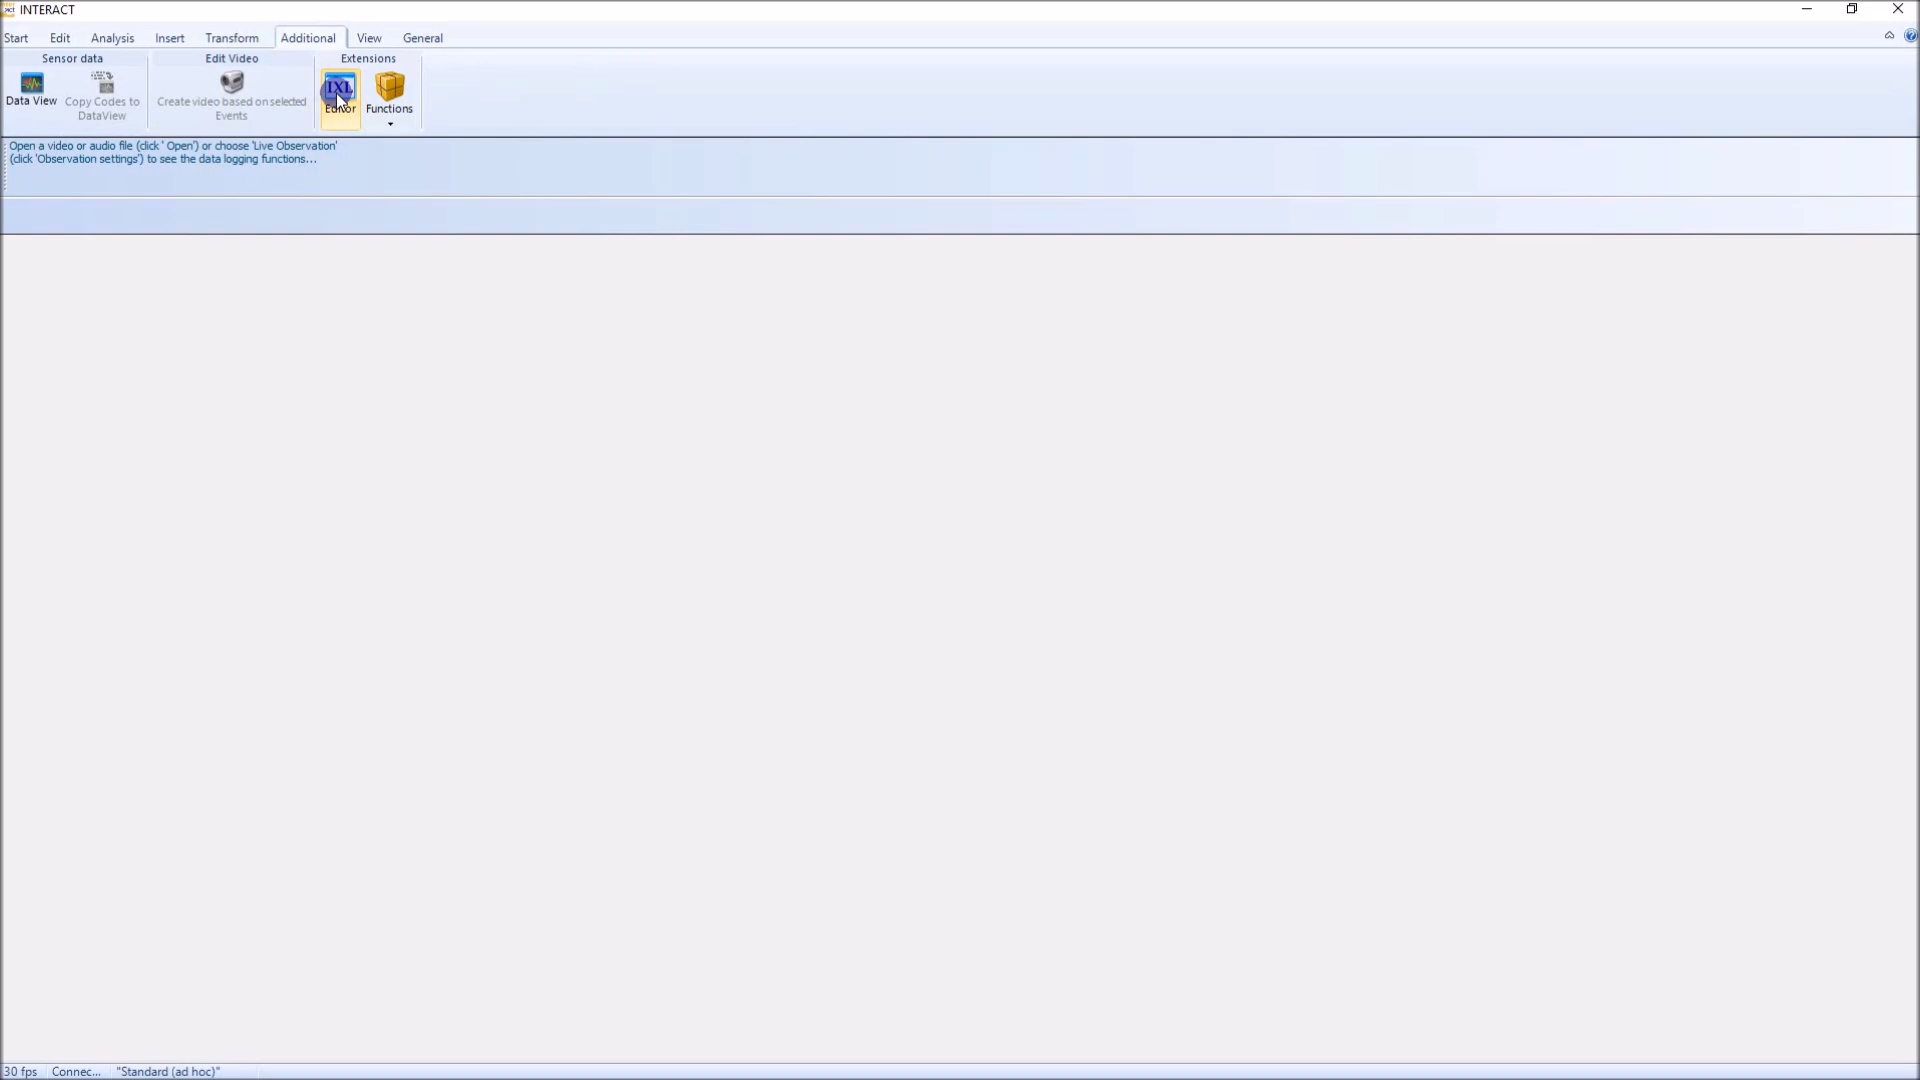 INTERACT
Start Edit Analysis Insert Transform Additional View General
Sensor data Edit Video Extensions
Data View
Copy Codes to
DataView
Create video based on selected
Events
IXL
Editor
Functions
Open a video or audio file (click ' Open') or choose 'Live Observation'
(click 'Observation settings') to see the data logging functions...
30 fps Connec... "Standard (ad hoc)"